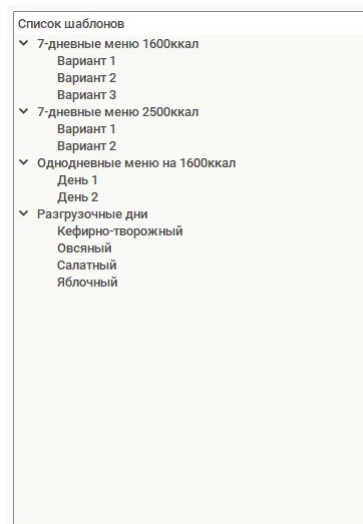 Список шаблонов
7-дневные меню 1600ккал
Вариант 1
Вариант 2
Вариант 3
7-дневные меню 2500ккал
Вариант 1
Вариант 2
Однодневные меню на 1600ккал
День 1
День 2
Разгрузочные дни
Кефирно-творожный
Овсяный
Салатный
Яблочный